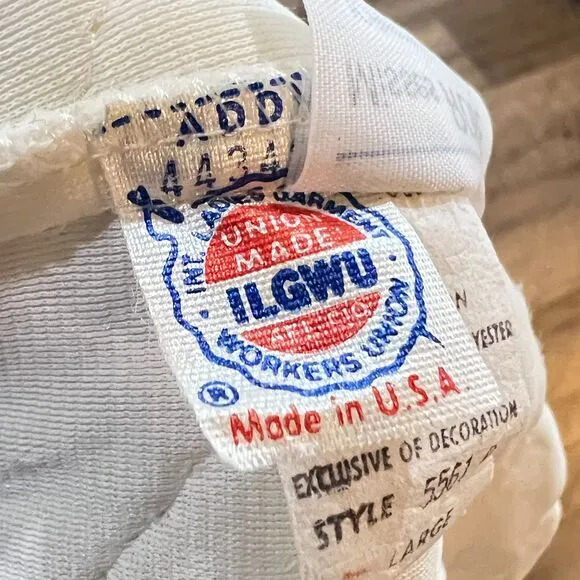 4434
INT. LADIES GARMENT
UNION
MADE
ILGWU
AFL-CIO
WORKERS UNION
®
Made in U.S.A.
N
YESTER
EXCLUSIVE OF DECORATION
STYLE 5561
LARGE